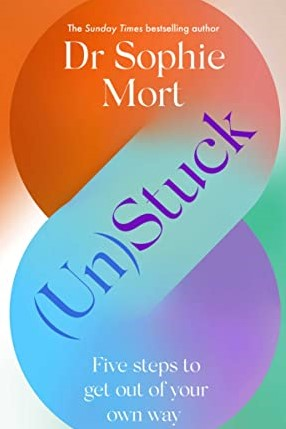 The Sunday Times bestselling author
Dr Sophie
Mort
(Un)Stuck
Five steps to
get out of your
own way